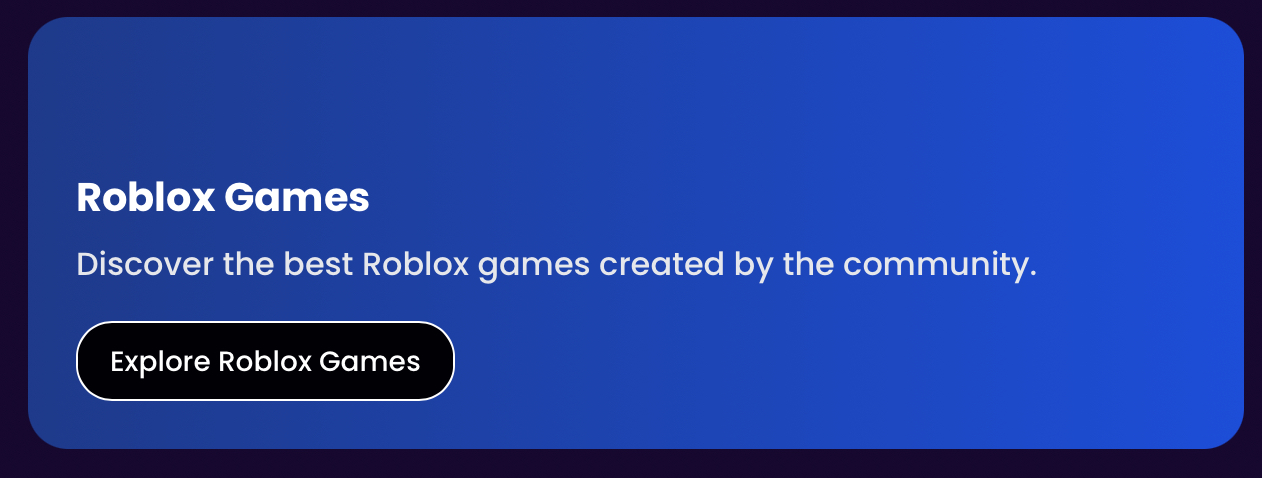 Roblox Games
Discover the best Roblox games created by the community.
Explore Roblox Games